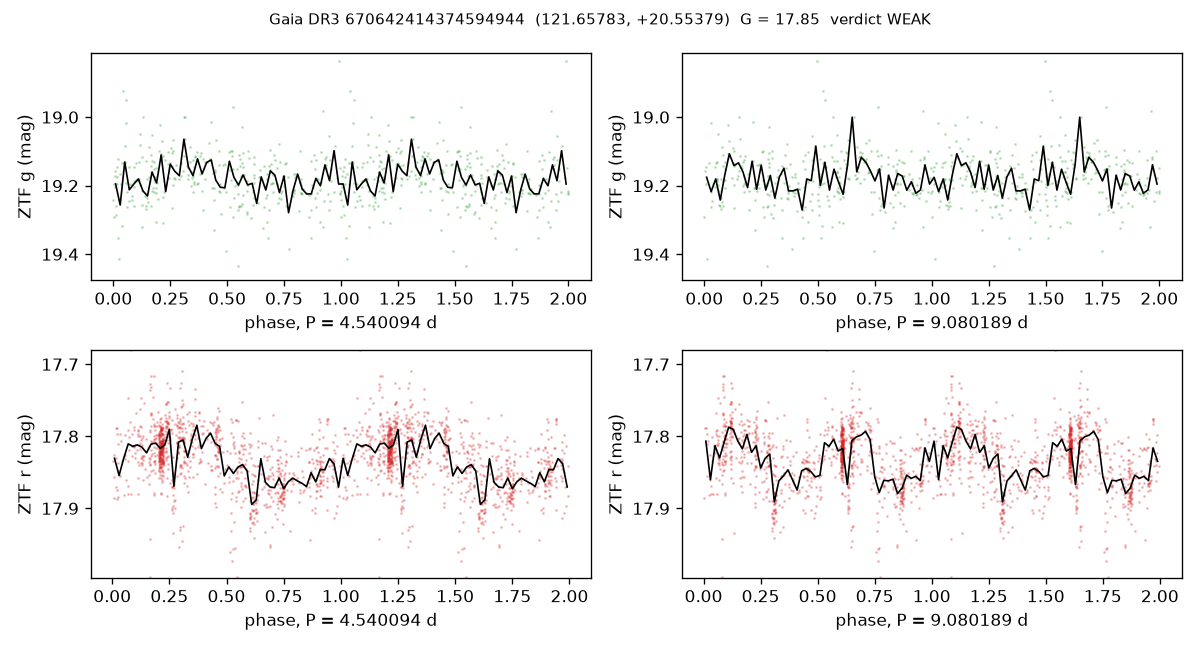 Gaia DR3 670642414374594944  (121.65783, +20.55379)  G = 17.85  verdict WEAK
ZTF g (mag)
19.0
19.2
19.4
0.00 0.25 0.50 0.75 1.00 1.25 1.50 1.75 2.00
phase, P = 4.540094 d
ZTF g (mag)
19.0
19.2
19.4
0.00 0.25 0.50 0.75 1.00 1.25 1.50 1.75 2.00
phase, P = 9.080189 d
ZTF r (mag)
17.7
17.8
17.9
0.00 0.25 0.50 0.75 1.00 1.25 1.50 1.75 2.00
phase, P = 4.540094 d
ZTF r (mag)
17.7
17.8
17.9
0.00 0.25 0.50 0.75 1.00 1.25 1.50 1.75 2.00
phase, P = 9.080189 d